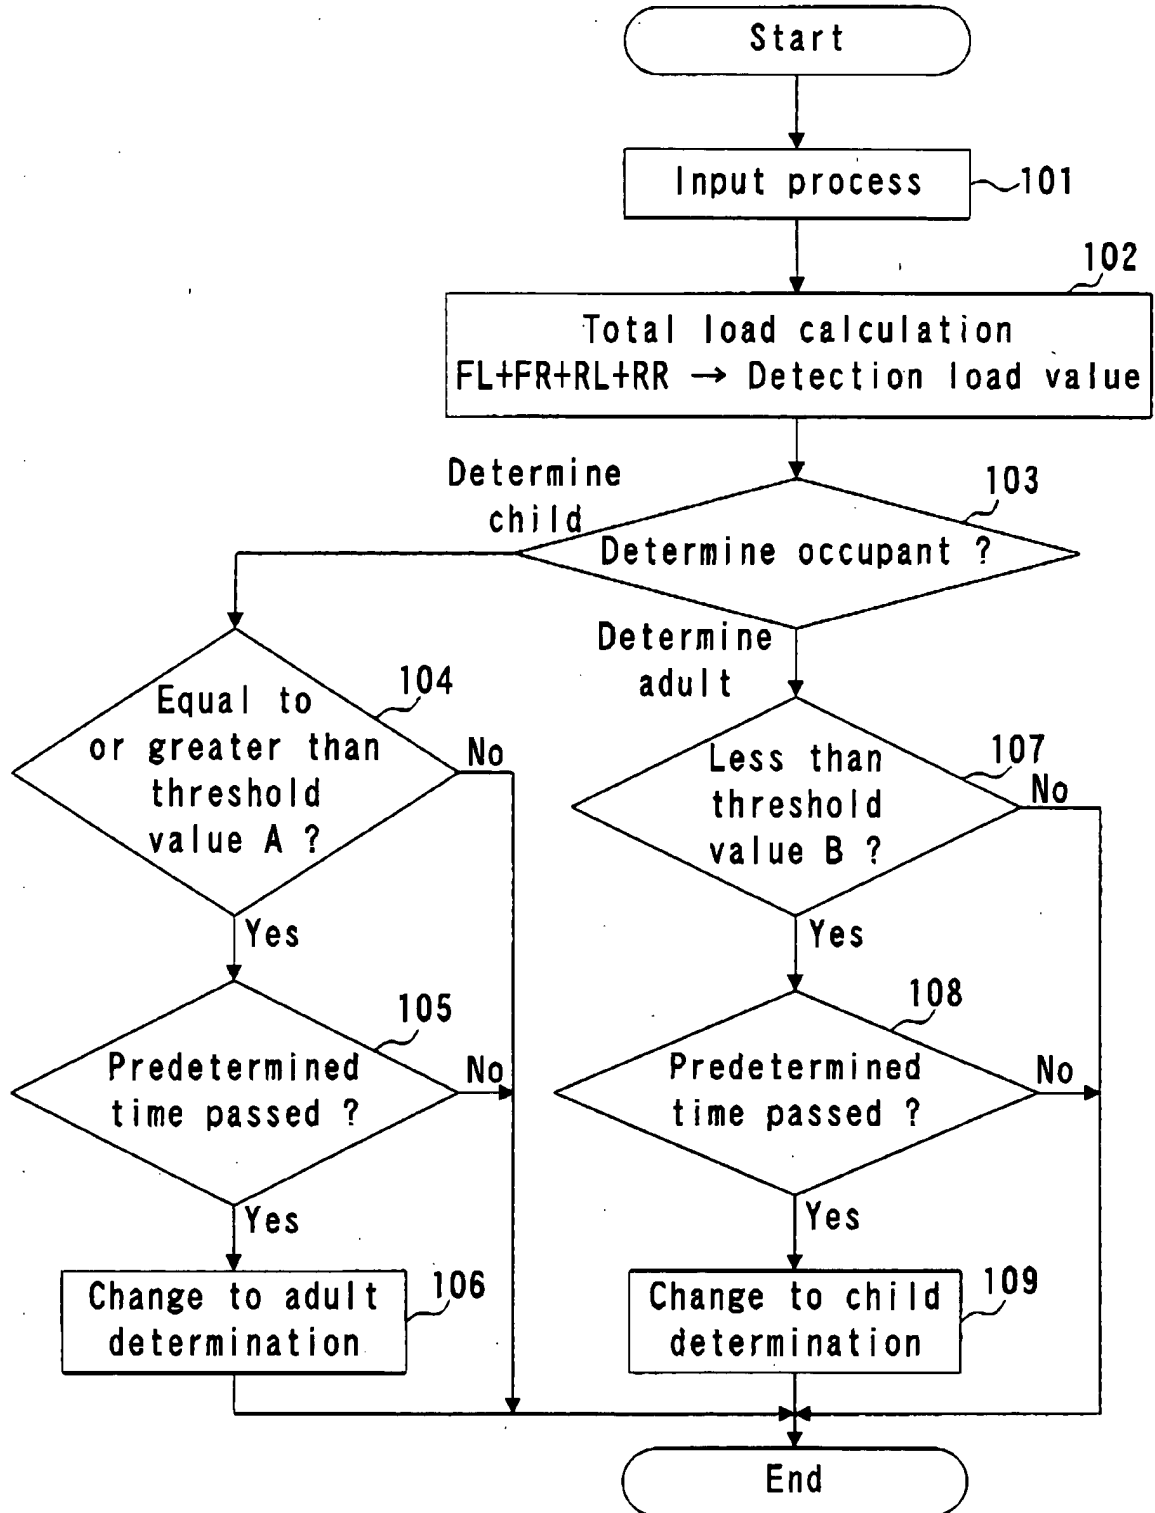 Start
Input process
101
102
Total load calculation
FL+FR+RL+RR → Detection load value
Determine
child
103
Determine occupant ?
Determine
adult
104
Equal to
or greater than
threshold
value A ?
No
Yes
107
Less than
threshold
value B ?
No
Yes
105
Predetermined
time passed ?
No
Yes
108
Predetermined
time passed ?
No
Yes
106
Change to adult
determination
109
Change to child
determination
End